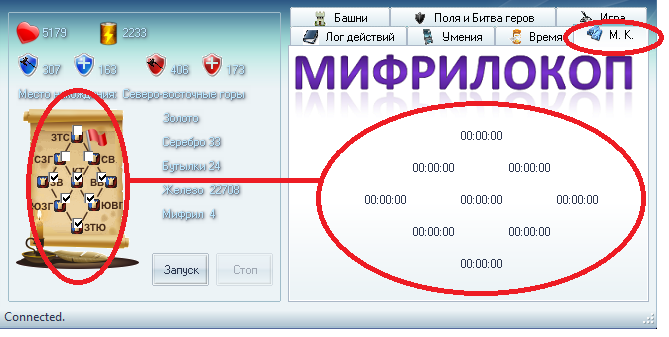 5179 2233
307 163 406 173
Место нахождения: Северо-восточные горы
Золото
Серебро 33
Бутылки 24
Железо 22708
Мифрил 4
ЗТС
СЗГ СВ
ЗВ ВВ
ЮЗГ ЮВГ
ЗТЮ
Запуск Стоп
Башни Поля и Битва геров Игра
Лог действий Умения Время М. К.
МИФРИЛОКОП
00:00:00
00:00:00 00:00:00
00:00:00 00:00:00 00:00:00
00:00:00 00:00:00
00:00:00
Connected.